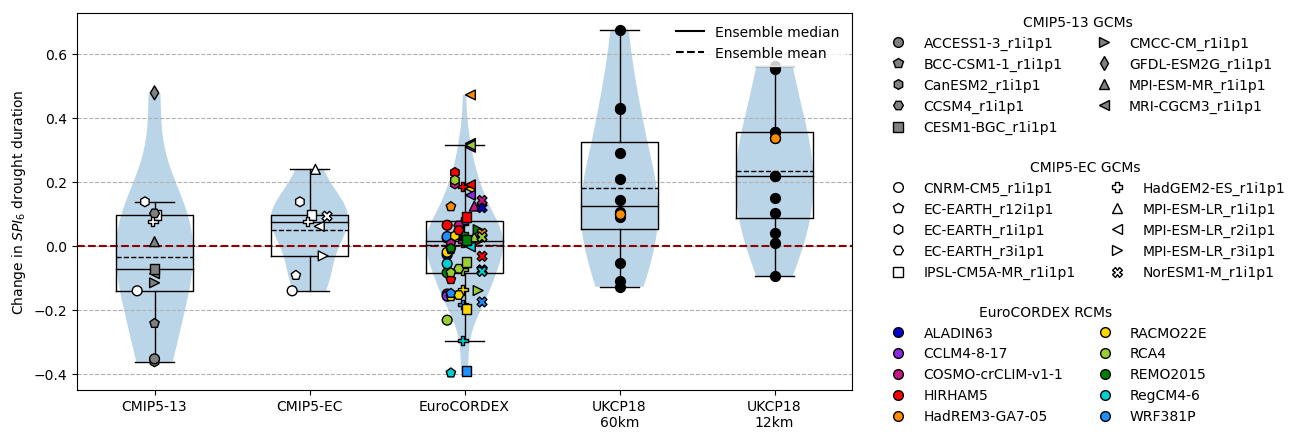 Change in SPI6 drought duration
0.6
0.4
0.2
0.0
−0.2
−0.4
CMIP5-13
CMIP5-EC
EuroCORDEX
UKCP18
60km
UKCP18
12km
Ensemble median
Ensemble mean
CMIP5-13 GCMs
ACCESS1-3_r1i1p1
BCC-CSM1-1_r1i1p1
CanESM2_r1i1p1
CCSM4_r1i1p1
CESM1-BGC_r1i1p1
CMCC-CM_r1i1p1
GFDL-ESM2G_r1i1p1
MPI-ESM-MR_r1i1p1
MRI-CGCM3_r1i1p1
CMIP5-EC GCMs
CNRM-CM5_r1i1p1
EC-EARTH_r12i1p1
EC-EARTH_r1i1p1
EC-EARTH_r3i1p1
IPSL-CM5A-MR_r1i1p1
HadGEM2-ES_r1i1p1
MPI-ESM-LR_r1i1p1
MPI-ESM-LR_r2i1p1
MPI-ESM-LR_r3i1p1
NorESM1-M_r1i1p1
EuroCORDEX RCMs
ALADIN63
CCLM4-8-17
COSMO-crCLIM-v1-1
HIRHAM5
HadREM3-GA7-05
RACMO22E
RCA4
REMO2015
RegCM4-6
WRF381P